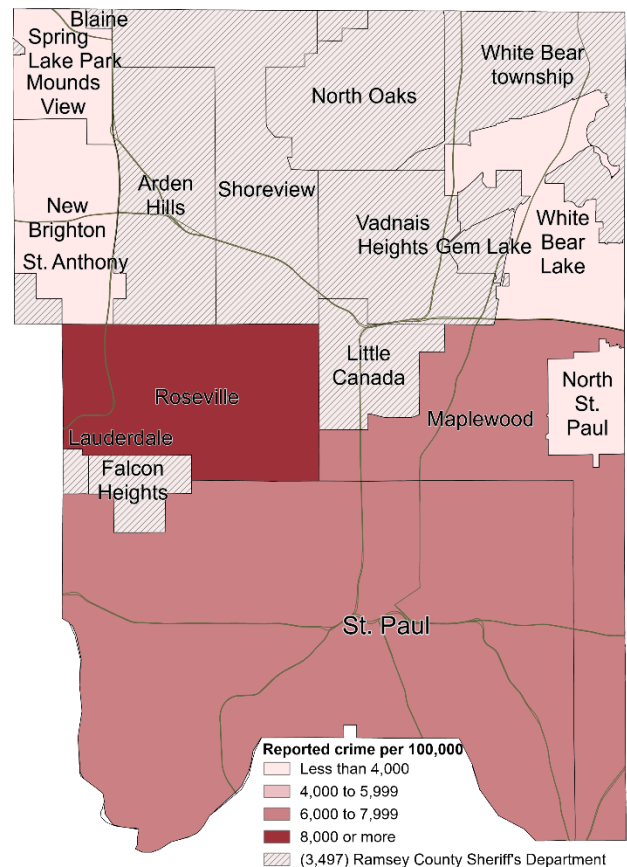 Blaine
Spring
Lake Park
Mounds
View
White Bear
township
North Oaks
Arden
Hills
Shoreview
New
Brighton
St. Anthony
Vadnais
Heights
Gem Lake
White
Bear
Lake
Little
Canada
Roseville
Maplewood
North
St.
Paul
Lauderdale
Falcon
Heights
St. Paul
Reported crime per 100,000
Less than 4,000
4,000 to 5,999
6,000 to 7,999
8,000 or more
(3,497) Ramsey County Sheriff's Department